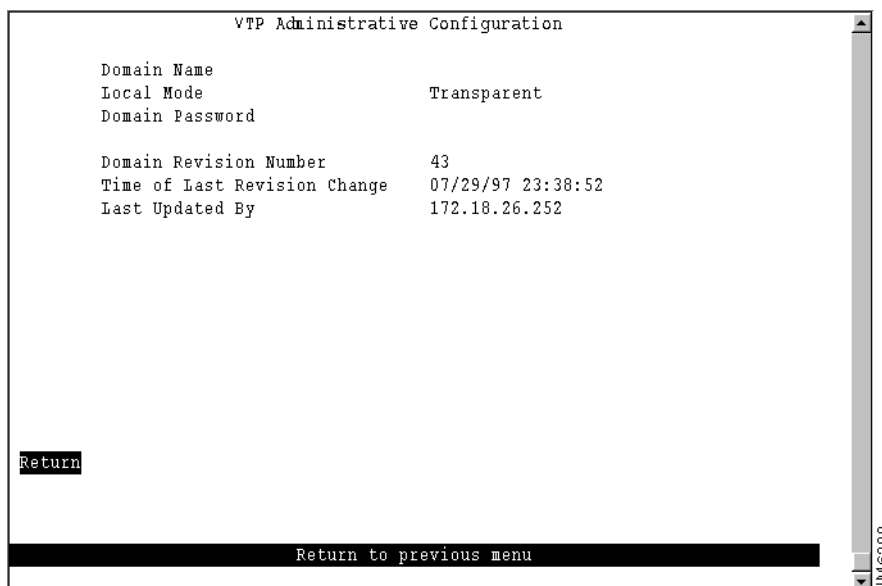 VTP Administrative Configuration
Domain Name
Local Mode Transparent
Domain Password
Domain Revision Number 43
Time of Last Revision Change 07/29/97 23:38:52
Last Updated By 172.18.26.252
Return
Return to previous menu